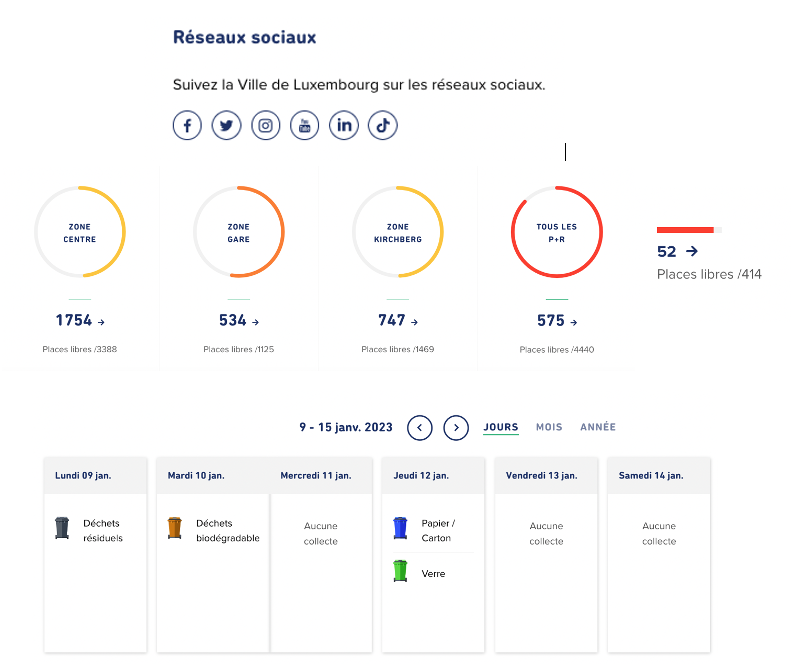 Réseaux sociaux
Suivez la Ville de Luxembourg sur les réseaux sociaux.
You
Tube
in
ZONE
CENTRE
1754
Places libres /3388
ZONE
GARE
534
Places libres /1125
ZONE
KIRCHBERG
747
Places libres /1469
TOUS LES
P+R
575
Places libres /4440
52
Places libres /414
9 - 15 janv. 2023
JOURS
MOIS
ANNÉE
Lundi 09 jan.
Déchets
résiduels
Mardi 10 jan.
Déchets
biodégradable
Mercredi 11 jan.
Aucune
collecte
Jeudi 12 jan.
Papier /
Carton
Verre
Vendredi 13 jan.
Aucune
collecte
Samedi 14 jan.
Aucune
collecte